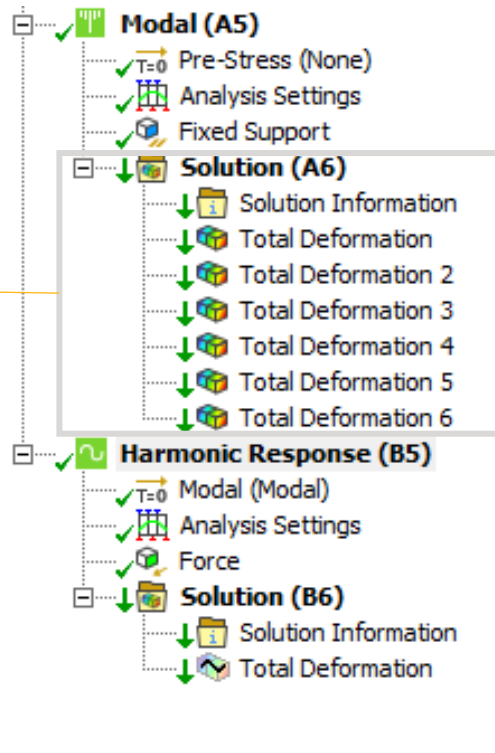 Modal (A5)
T=0 Pre-Stress (None)
Analysis Settings
Fixed Support
Solution (A6)
i Solution Information
Total Deformation
Total Deformation 2
Total Deformation 3
Total Deformation 4
Total Deformation 5
Total Deformation 6
Harmonic Response (B5)
T=0 Modal (Modal)
Analysis Settings
Force
Solution (B6)
i Solution Information
Total Deformation